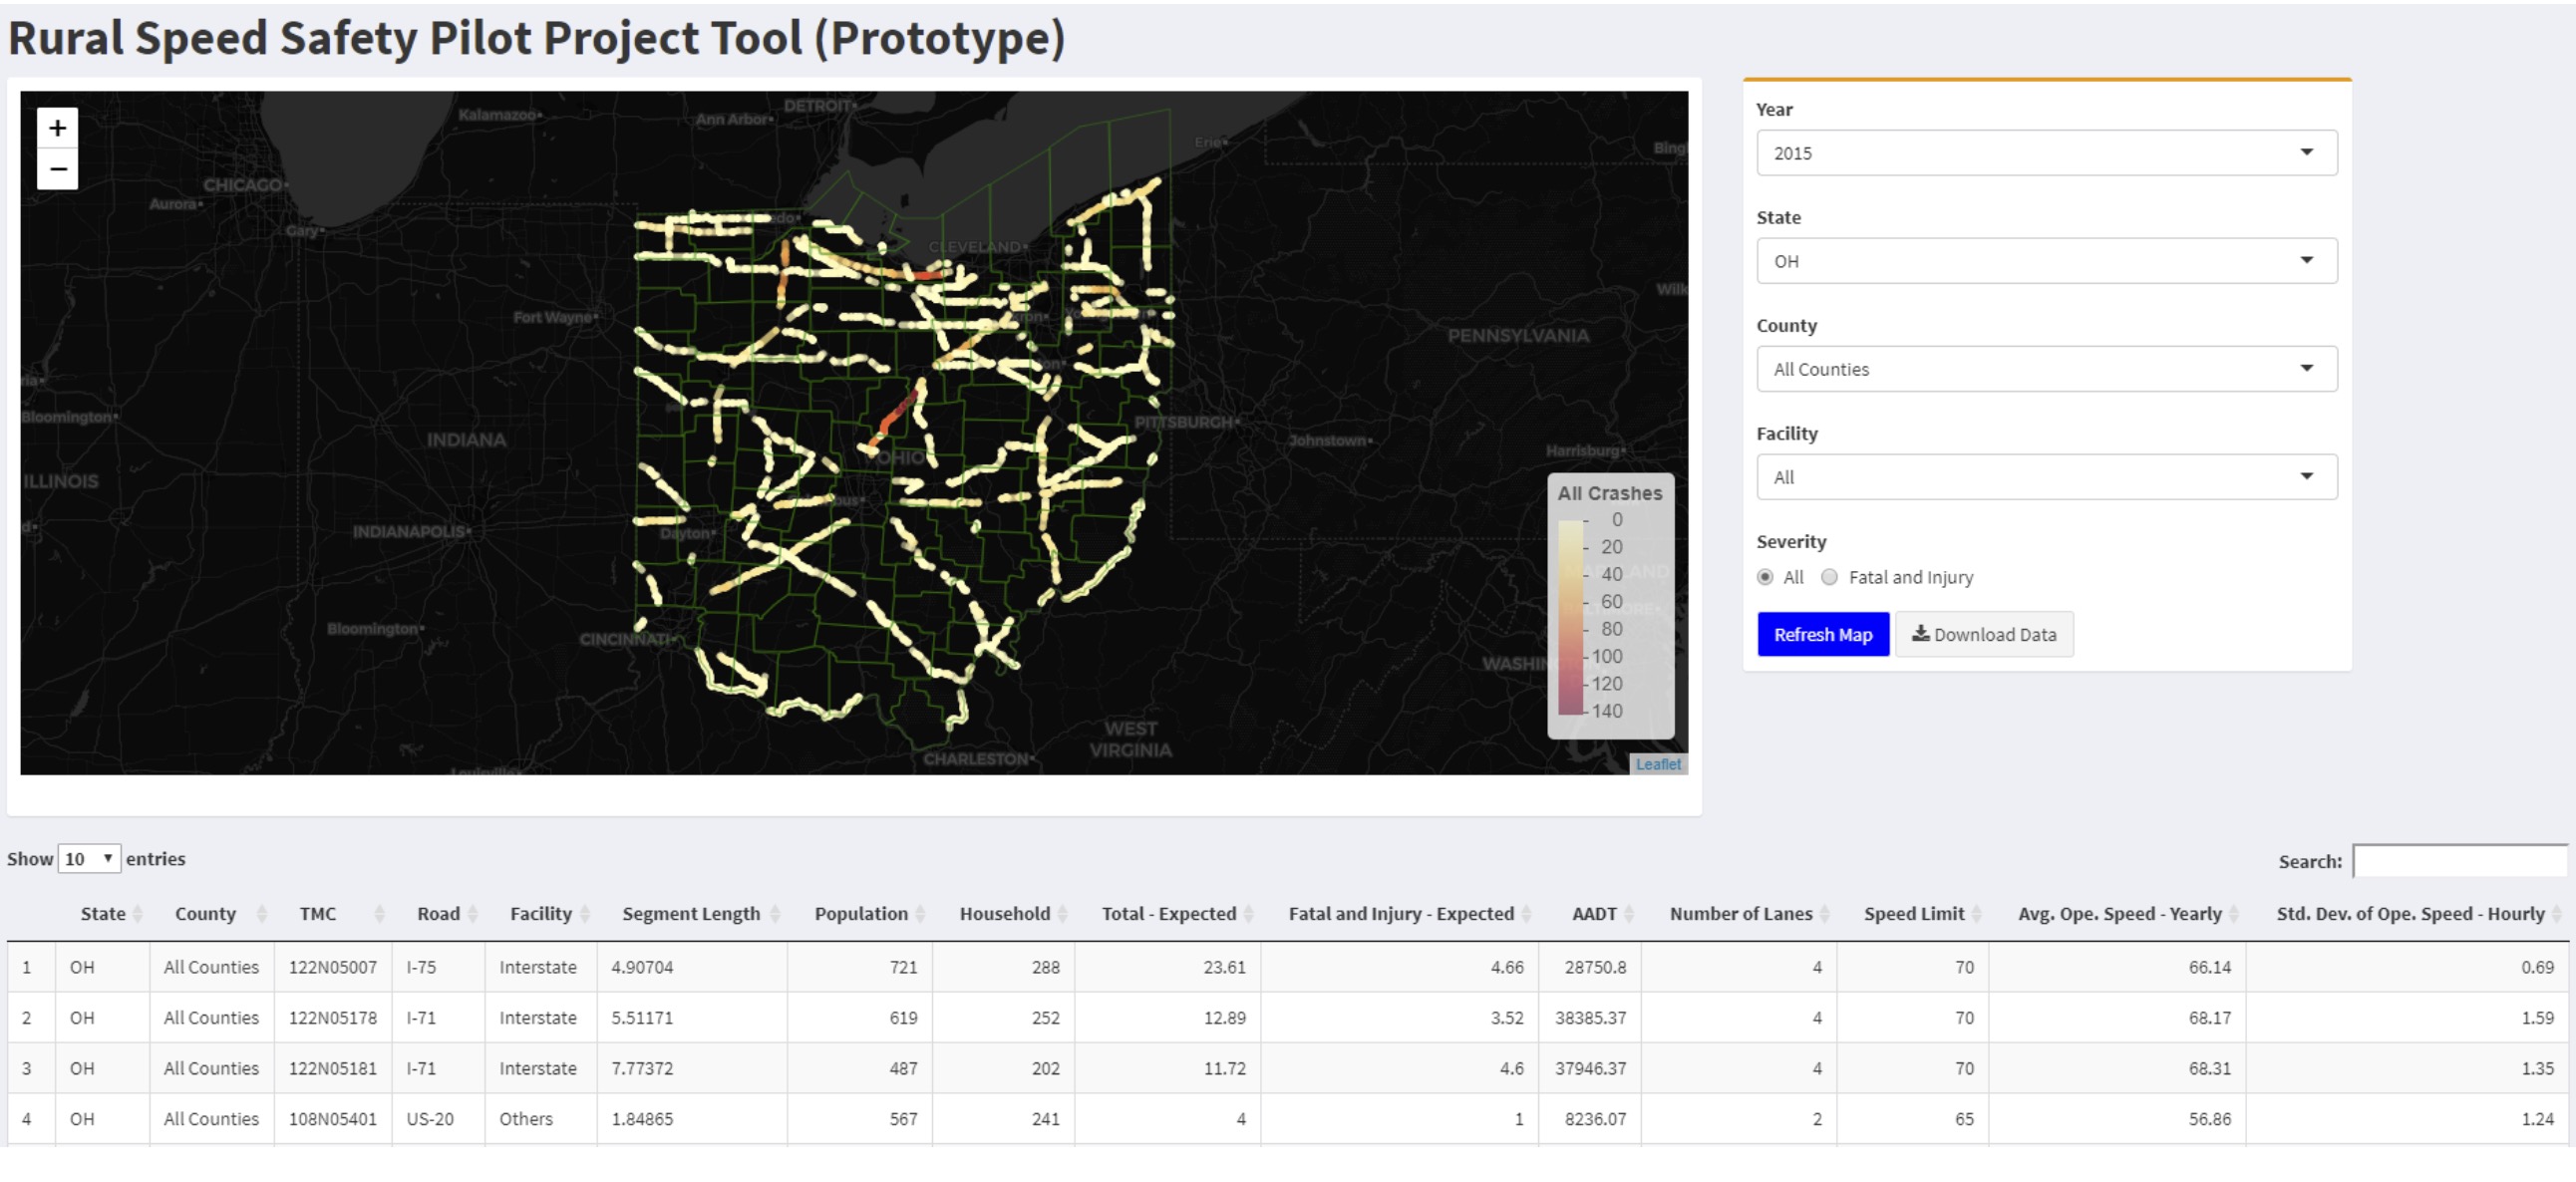 Rural Speed Safety Pilot Project Tool (Prototype)
+
−
Kalamazoo
Ann Arbor
DETROIT
Erie
CHICAGO
Aurora
Gary
CLEVELAND
Fort Wayne
PENNSYLVANIA
Bloomington
INDIANA
PITTSBURGH
Johnstown
Harrisburg
OHIO
ILLINOIS
INDIANAPOLIS
Dayton
Bloomington
CINCINNATI
WEST
VIRGINIA
CHARLESTON
All Crashes
0
20
40
60
80
100
120
140
Leaflet
Year
2015
State
OH
County
All Counties
Facility
All
Severity
All Fatal and Injury
Refresh Map Download Data
Show 10 entries Search:
State County TMC Road Facility Segment Length Population Household Total - Expected Fatal and Injury - Expected AADT Number of Lanes Speed Limit Avg. Ope. Speed - Yearly Std. Dev. of Ope. Speed - Hourly
1 OH All Counties 122N05007 I-75 Interstate 4.90704 721 288 23.61 4.66 28750.8 4 70 66.14 0.69
2 OH All Counties 122N05178 I-71 Interstate 5.51171 619 252 12.89 3.52 38385.37 4 70 68.17 1.59
3 OH All Counties 122N05181 I-71 Interstate 7.77372 487 202 11.72 4.6 37946.37 4 70 68.31 1.35
4 OH All Counties 108N05401 US-20 Others 1.84865 567 241 4 1 8236.07 2 65 56.86 1.24